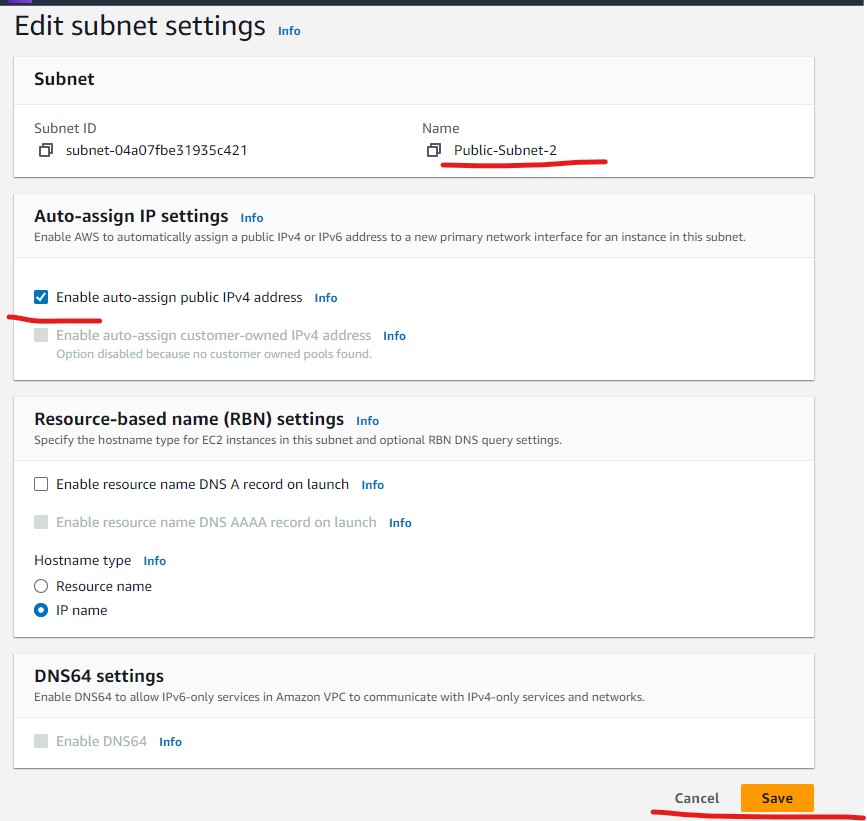 Edit subnet settings Info
Subnet
Subnet ID
subnet-04a07fbe31935c421
Name
Public-Subnet-2
Auto-assign IP settings Info
Enable AWS to automatically assign a public IPv4 or IPv6 address to a new primary network interface for an instance in this subnet.
Enable auto-assign public IPv4 address Info
Enable auto-assign customer-owned IPv4 address Info
Option disabled because no customer owned pools found.
Resource-based name (RBN) settings Info
Specify the hostname type for EC2 instances in this subnet and optional RBN DNS query settings.
Enable resource name DNS A record on launch Info
Enable resource name DNS AAAA record on launch Info
Hostname type Info
Resource name
IP name
DNS64 settings
Enable DNS64 to allow IPv6-only services in Amazon VPC to communicate with IPv4-only services and networks.
Enable DNS64 Info
Cancel Save